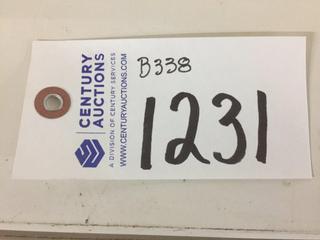 CENTURY
AUCTIONS
A DIVISION OF CENTURY SERVICES
WWW.CENTURYAUCTIONS.COM
B338
1231